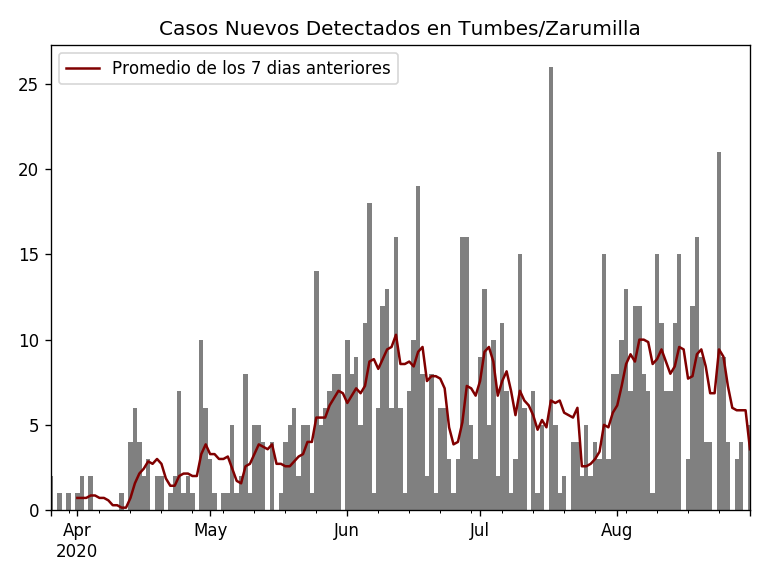 Casos Nuevos Detectados en Tumbes/Zarumilla
Promedio de los 7 dias anteriores
25
20
15
10
5
0
Apr
2020
May
Jun
Jul
Aug